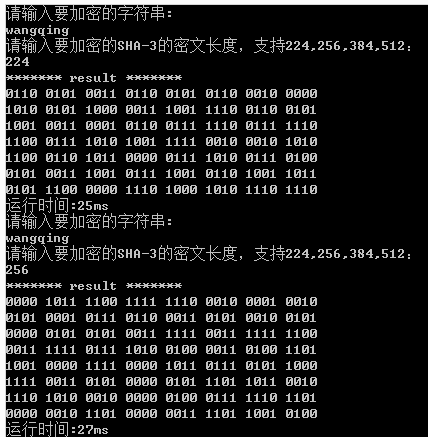 请输入要加密的字符串:
wangqing
请输入要加密的SHA-3的密文长度，支持224,256,384,512:
224
******* result *******
0110 0101 0011 0110 0101 0110 0010 0000
1010 0101 1000 0011 1001 1110 0110 0101
1001 0011 0001 0110 0111 1110 0111 1110
1100 0111 1010 1001 1111 0010 0010 1010
1100 0110 1011 0000 0111 1010 0111 0100
0101 0011 1001 0011 1001 0110 1001 1011
0101 1100 0000 1110 1000 1010 1110 1110
运行时间:25ms
请输入要加密的字符串:
wangqing
请输入要加密的SHA-3的密文长度，支持224,256,384,512:
256
******* result *******
0000 1011 1100 1111 1110 0010 0001 0010
0101 0001 0111 0110 0011 0101 0010 0101
0000 0101 0101 0011 1111 0011 1111 1100
0011 1111 0111 1010 0100 0011 0100 1101
1001 0000 1111 0000 1011 0111 0101 1000
1111 0011 0101 0000 0101 1101 1011 0010
1110 1010 0010 0000 0100 0111 1110 1101
0000 0010 1101 0000 0011 1101 1001 0100
运行时间:27ms